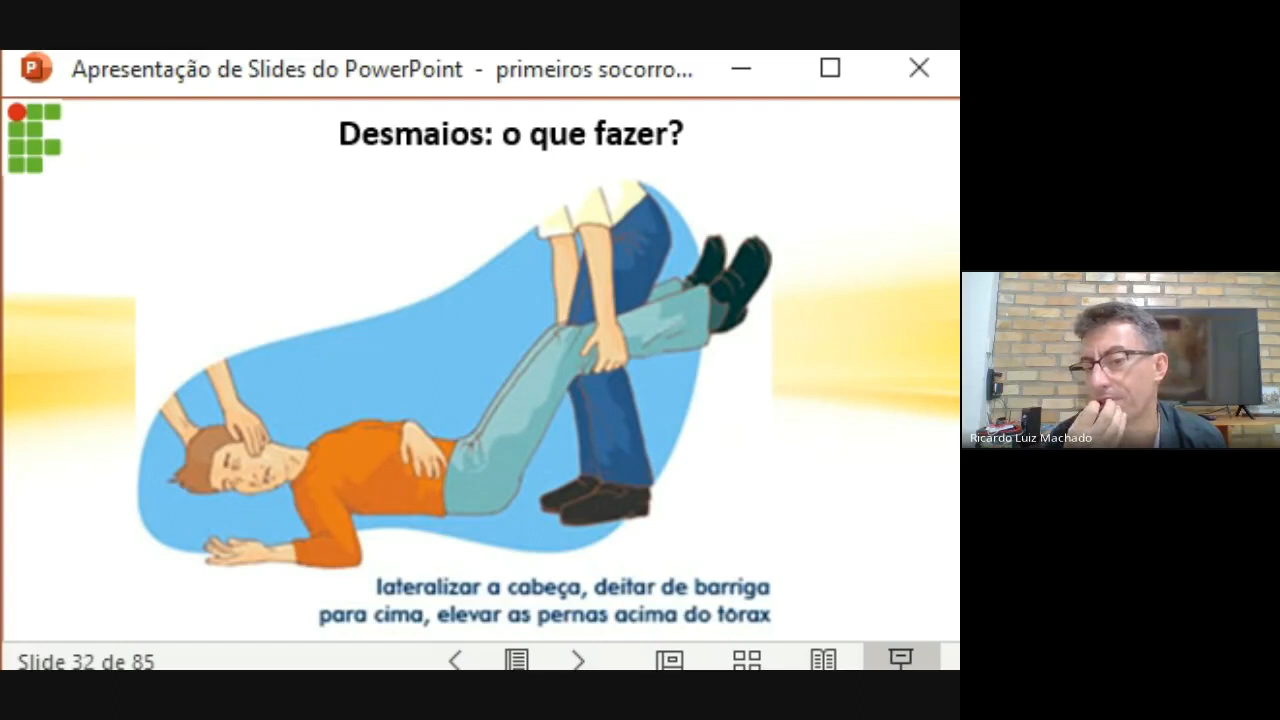 Apresentação de Slides do PowerPoint - primeiros socorro...
Desmaios: o que fazer?
lateralizar a cabeça, deitar de barriga
para cima, elevar as pernas acima do tórax
Slide 32 de 85
Ricardo Luiz Machado